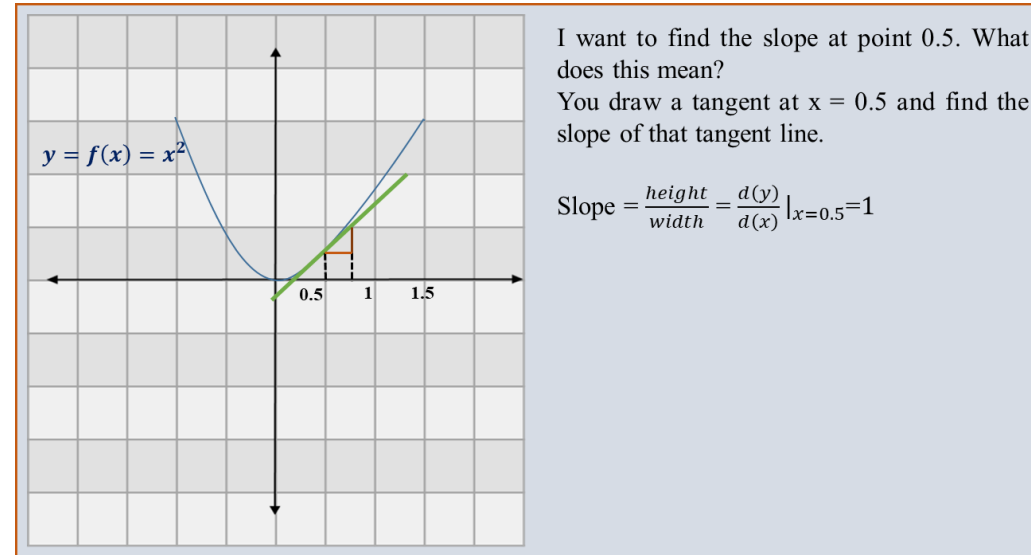 I want to find the slope at point 0.5. What
does this mean?
You draw a tangent at x = 0.5 and find the
slope of that tangent line.
y = f(x) = x²
Slope = height/width = d(y)/d(x) |x=0.5=1
0.5 1 1.5